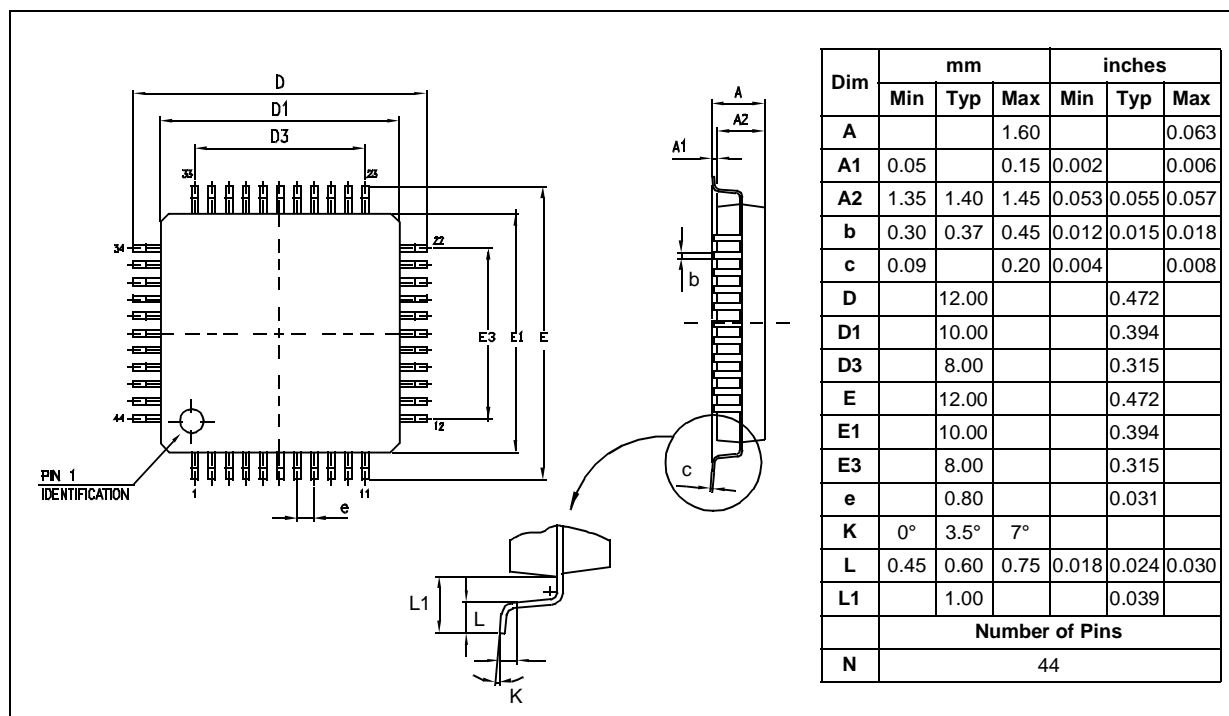 D
D1
D3
33
23
34
22
E3
E1
E
44
12
PIN 1
IDENTIFICATION
1
11
e
A
A2
A1
b
c
L1
L
K
Dim mm inches
Min Typ Max Min Typ Max
A 1.60 0.063
A1 0.05 0.15 0.002 0.006
A2 1.35 1.40 1.45 0.053 0.055 0.057
b 0.30 0.37 0.45 0.012 0.015 0.018
c 0.09 0.20 0.004 0.008
D 12.00 0.472
D1 10.00 0.394
D3 8.00 0.315
E 12.00 0.472
E1 10.00 0.394
E3 8.00 0.315
e 0.80 0.031
K 0° 3.5° 7°
L 0.45 0.60 0.75 0.018 0.024 0.030
L1 1.00 0.039
Number of Pins
N 44